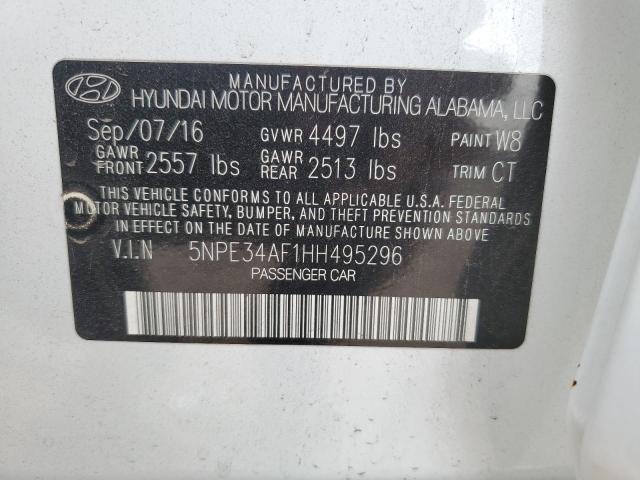 MANUFACTURED BY
HYUNDAI MOTOR MANUFACTURING ALABAMA, LLC
Sep/07/16 GVWR 4497 lbs PAINT W8
GAWR FRONT 2557 lbs GAWR REAR 2513 lbs TRIM CT
THIS VEHICLE CONFORMS TO ALL APPLICABLE U.S.A. FEDERAL
MOTOR VEHICLE SAFETY, BUMPER, AND THEFT PREVENTION STANDARDS
IN EFFECT ON THE DATE OF MANUFACTURE SHOWN ABOVE.
V.I.N 5NPE34AF1HH495296
PASSENGER CAR